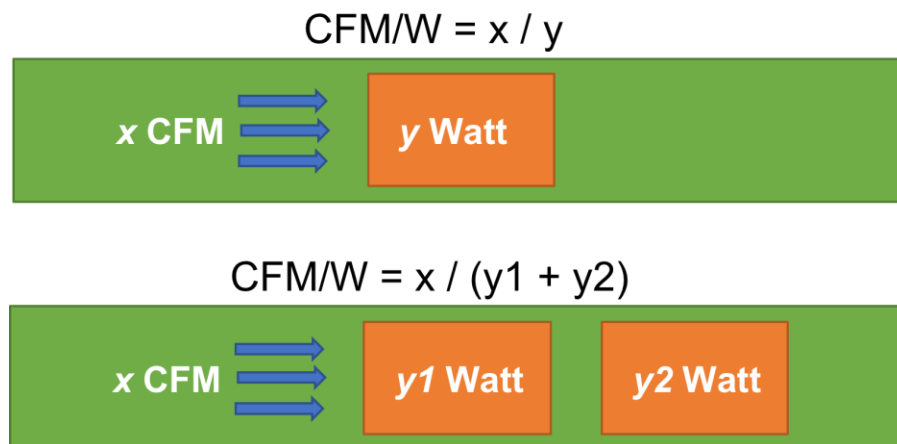 CFM/W = x / y
x CFM
y Watt
CFM/W = x / (y1 + y2)
x CFM
y1 Watt
y2 Watt